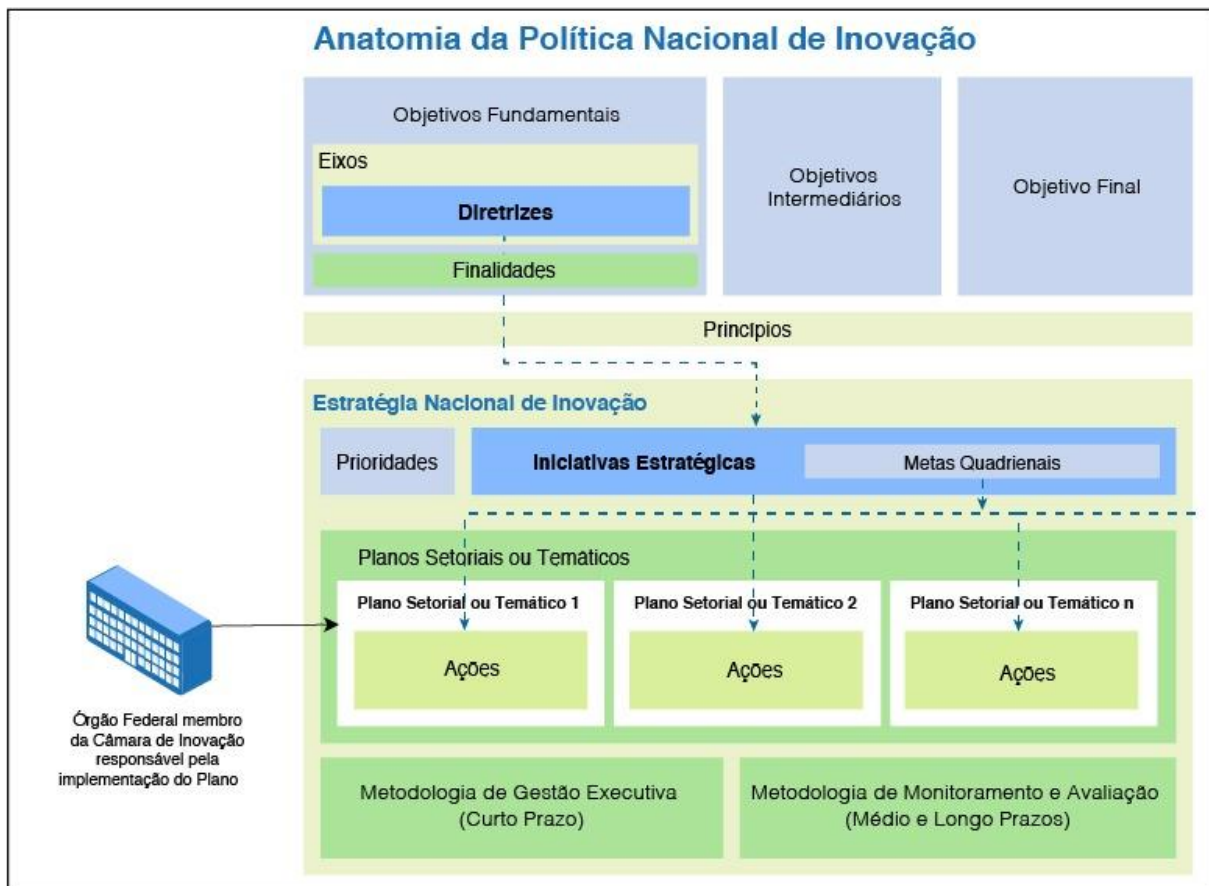 Anatomia da Política Nacional de Inovação
Objetivos Fundamentais
Eixos
Diretrizes
Finalidades
Objetivos
Intermediários
Objetivo Final
Princípios
Estratégia Nacional de Inovação
Prioridades
Iniciativas Estratégicas
Metas Quadrienais
Planos Setoriais ou Temáticos
Plano Setorial ou Temático 1
Ações
Plano Setorial ou Temático 2
Ações
Plano Setorial ou Temático n
Ações
Órgão Federal membro
da Câmara de Inovação
responsável pela
implementação do Plano
Metodologia de Gestão Executiva
(Curto Prazo)
Metodologia de Monitoramento e Avaliação
(Médio e Longo Prazos)